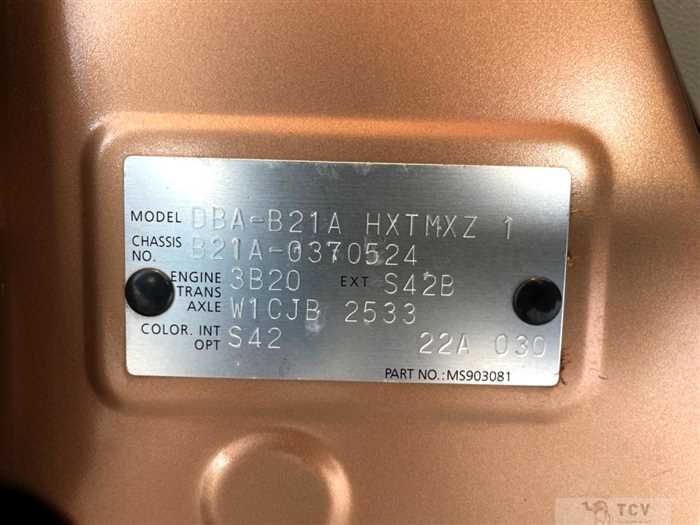 MODEL DBA-B21A HXTMXZ 1
CHASSIS NO. B21A-0370524
ENGINE 3B20 EXT S42B
TRANS AXLE W1CJB 2533
COLOR. INT OPT S42 22A 030
PART NO.:MS903081
TCV